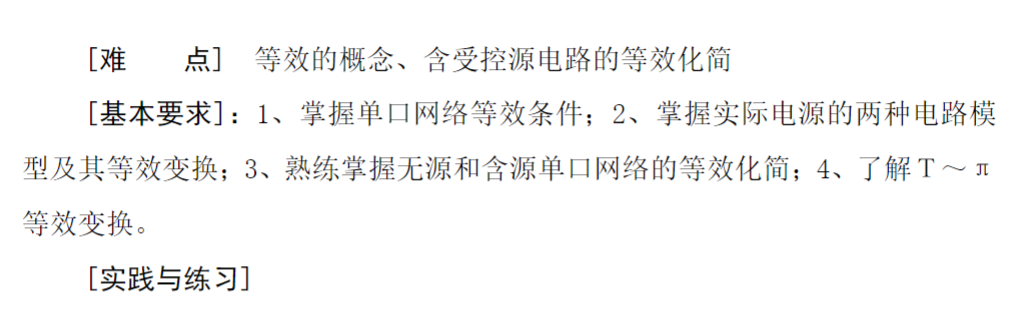 [难　　点]　等效的概念、含受控源电路的等效化简
[基本要求]：1、掌握单口网络等效条件；2、掌握实际电源的两种电路模
型及其等效变换；3、熟练掌握无源和含源单口网络的等效化简；4、了解T～π
等效变换。
[实践与练习]